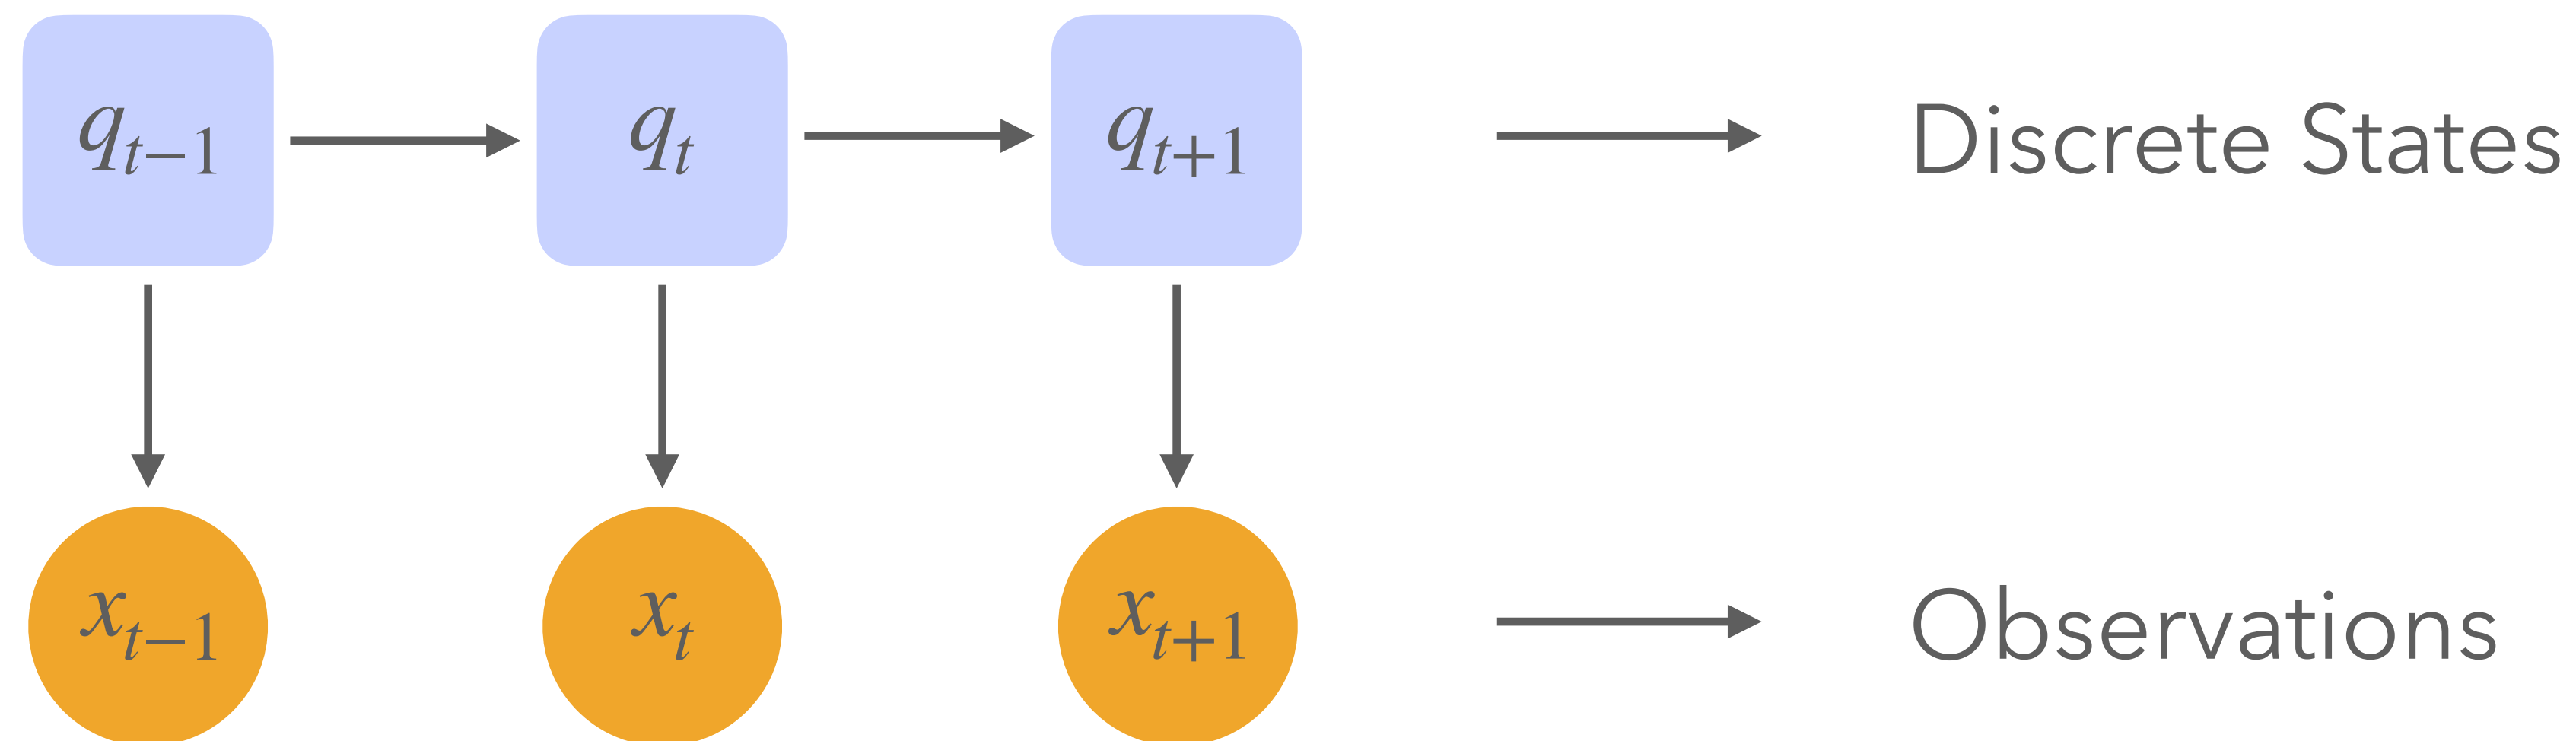 q_{t−1} q_t q_{t+1} Discrete States
x_{t−1} x_t x_{t+1} Observations